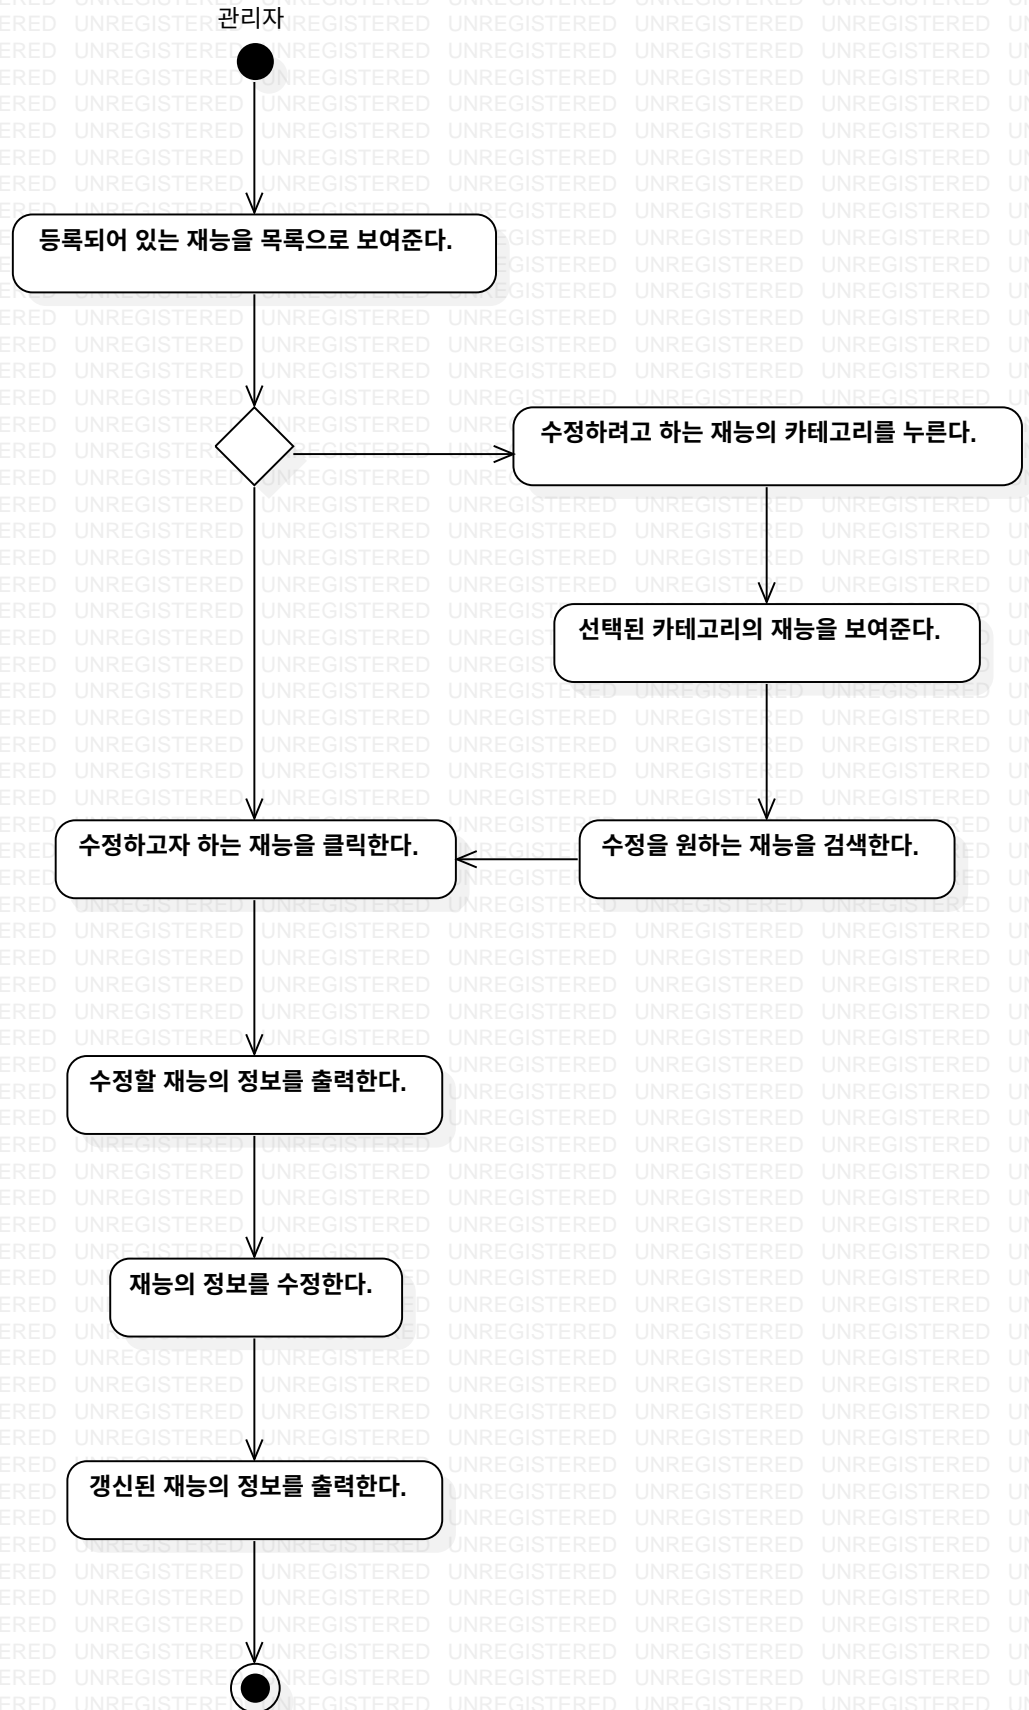 관리자
등록되어 있는 재능을 목록으로 보여준다.
수정하려고 하는 재능의 카테고리를 누른다.
선택된 카테고리의 재능을 보여준다.
수정하고자 하는 재능을 클릭한다.
수정을 원하는 재능을 검색한다.
수정할 재능의 정보를 출력한다.
재능의 정보를 수정한다.
갱신된 재능의 정보를 출력한다.
UNREGISTERED